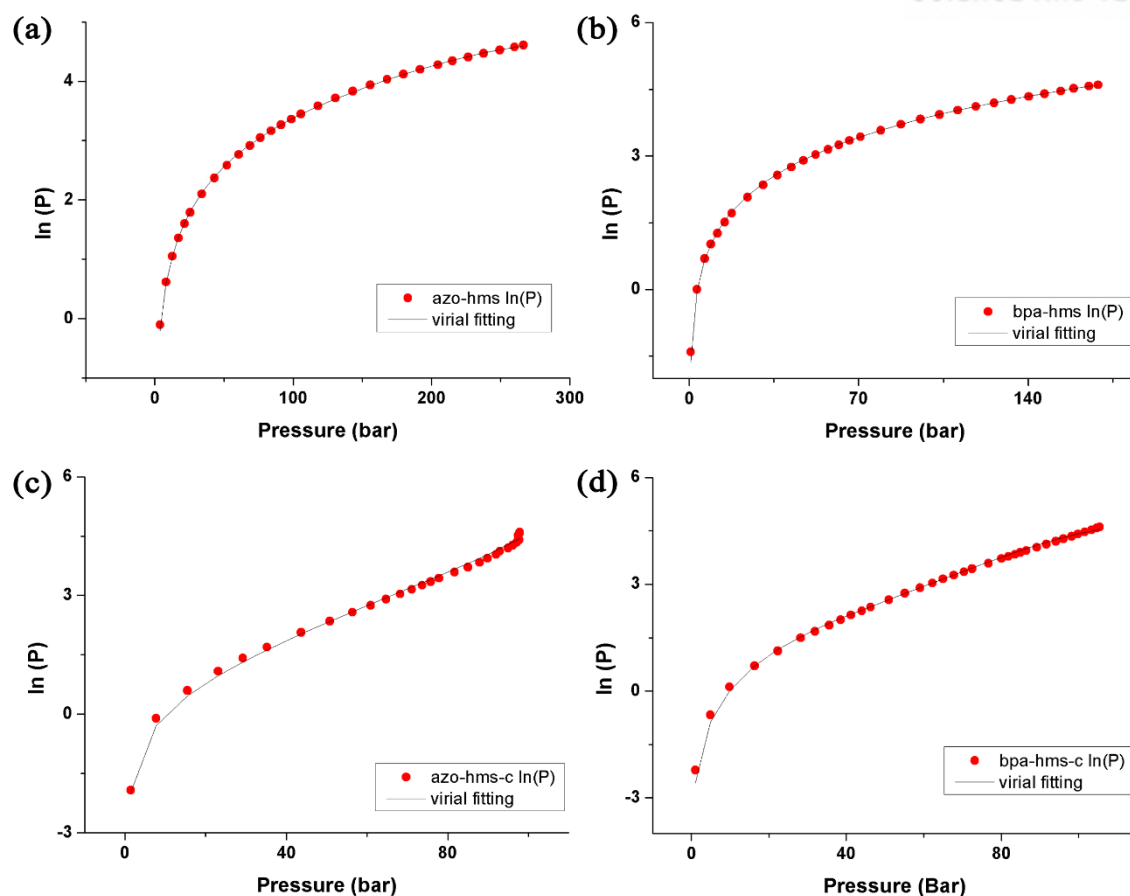 (a)
ln (P)
4
2
0
azo-hms ln(P)
virial fitting
0 100 200 300
Pressure (bar)
(b)
ln (P)
6
3
0
bpa-hms ln(P)
virial fitting
0 70 140
Pressure (bar)
(c)
ln (P)
6
3
0
-3
azo-hms-c ln(P)
virial fitting
0 40 80
Pressure (bar)
(d)
ln (P)
6
3
0
-3
bpa-hms-c ln(P)
virial fitting
0 40 80
Pressure (Bar)